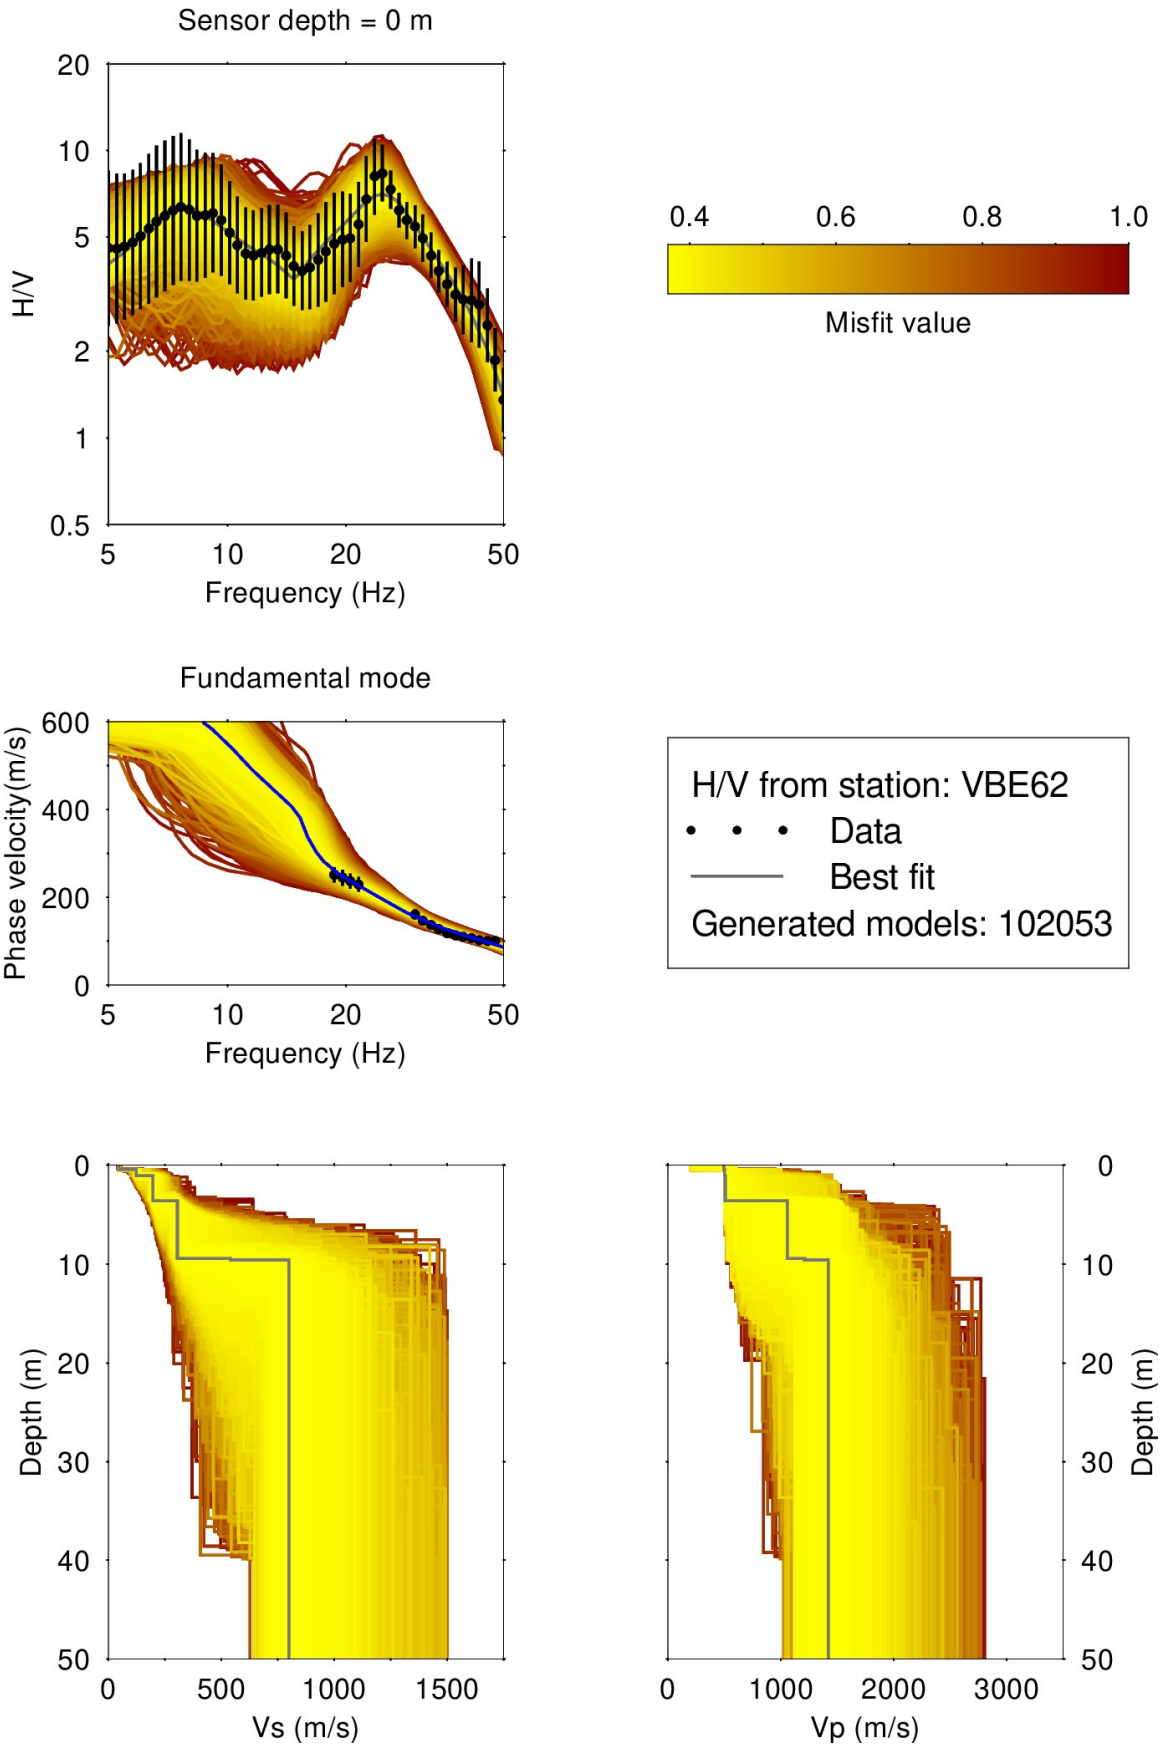 Sensor depth = 0 m
20
10
5
2
1
0.5
H/V
5 10 20 50
Frequency (Hz)
0.4 0.6 0.8 1.0
Misfit value
Fundamental mode
600
400
200
0
Phase velocity(m/s)
5 10 20 50
Frequency (Hz)
H/V from station: VBE62
Data
Best fit
Generated models: 102053
0
10
20
30
40
50
Depth (m)
0 500 1000 1500
Vs (m/s)
0
10
20
30
40
50
Depth (m)
0 1000 2000 3000
Vp (m/s)